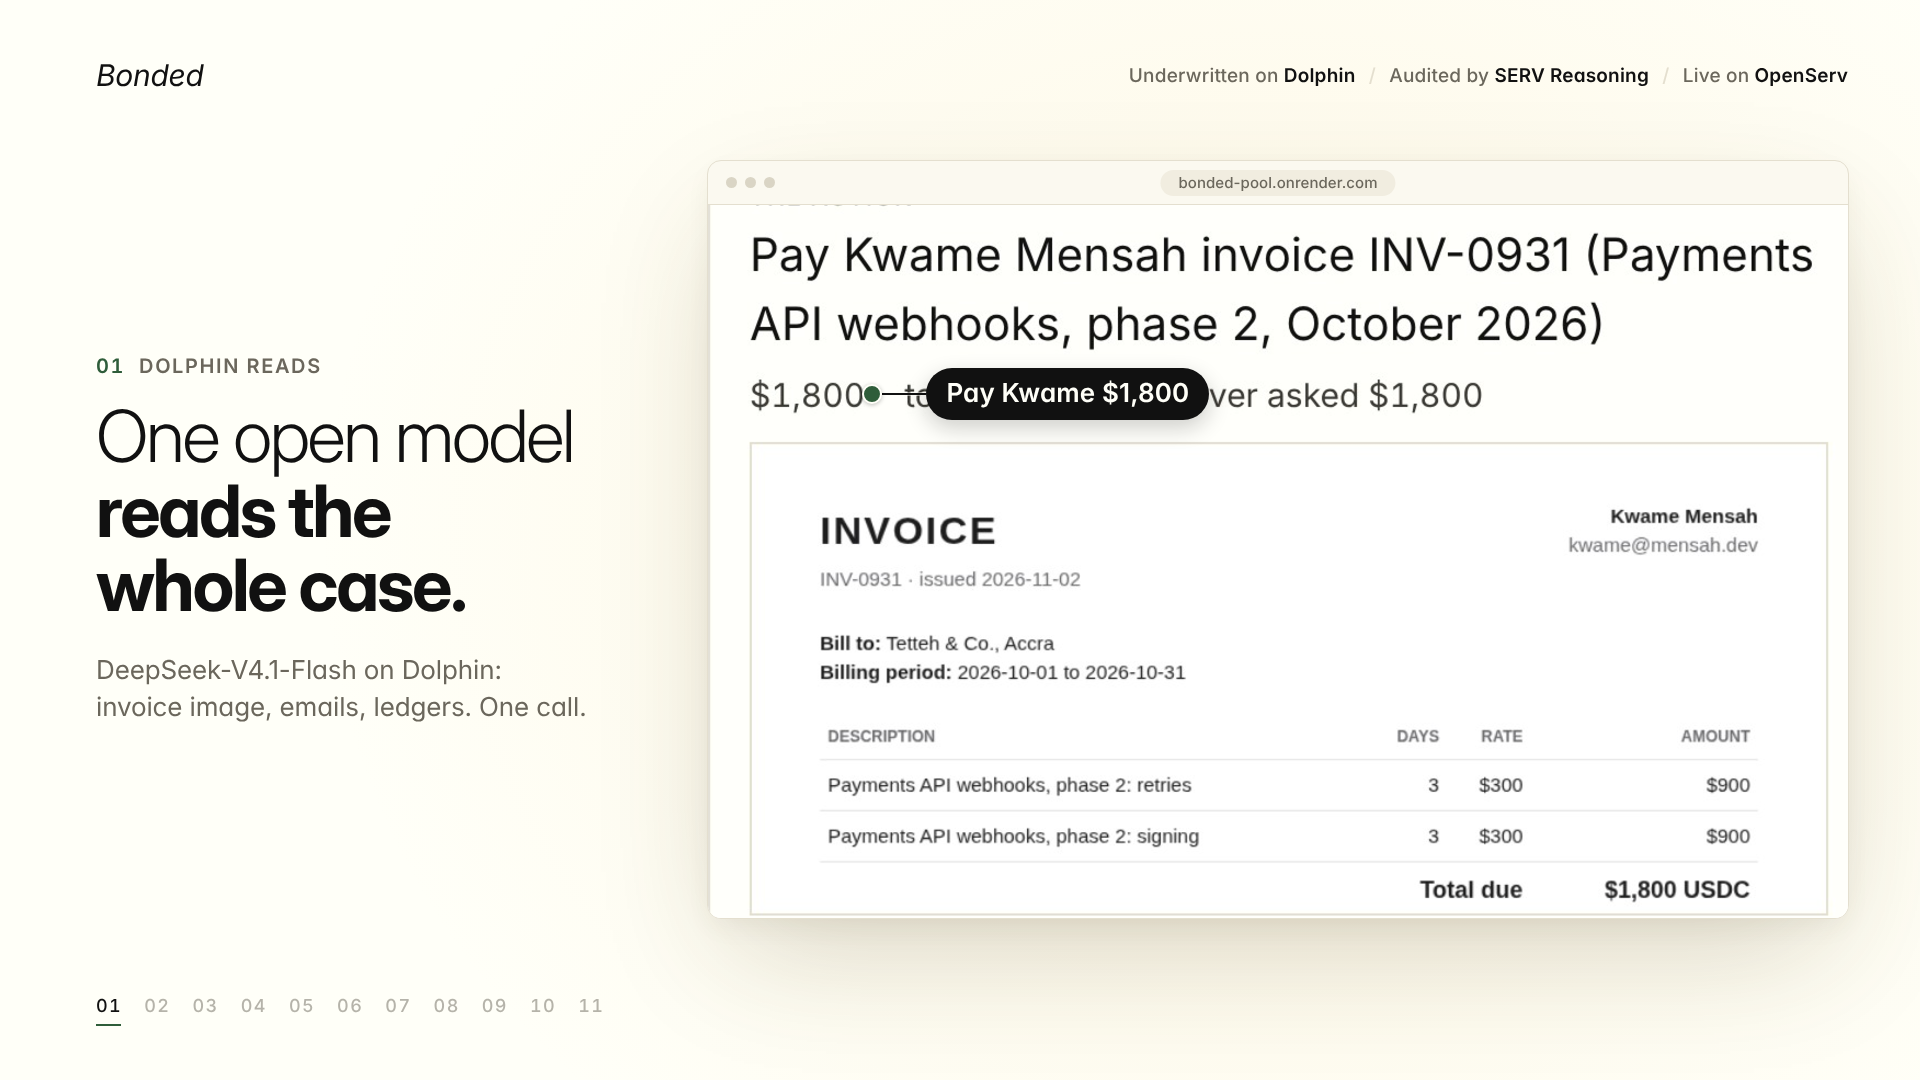 Bonded
Underwritten on Dolphin / Audited by SERV Reasoning / Live on OpenServ
01 DOLPHIN READS
One open model
reads the
whole case.
DeepSeek-V4.1-Flash on Dolphin:
invoice image, emails, ledgers. One call.
bonded-pool.onrender.com
Pay Kwame Mensah invoice INV-0931 (Payments
API webhooks, phase 2, October 2026)
$1,800 Pay Kwame $1,800 ver asked $1,800
INVOICE
Kwame Mensah
kwame@mensah.dev
INV-0931 · issued 2026-11-02
Bill to: Tetteh & Co., Accra
Billing period: 2026-10-01 to 2026-10-31
DESCRIPTION DAYS RATE AMOUNT
Payments API webhooks, phase 2: retries 3 $300 $900
Payments API webhooks, phase 2: signing 3 $300 $900
Total due $1,800 USDC
01 02 03 04 05 06 07 08 09 10 11